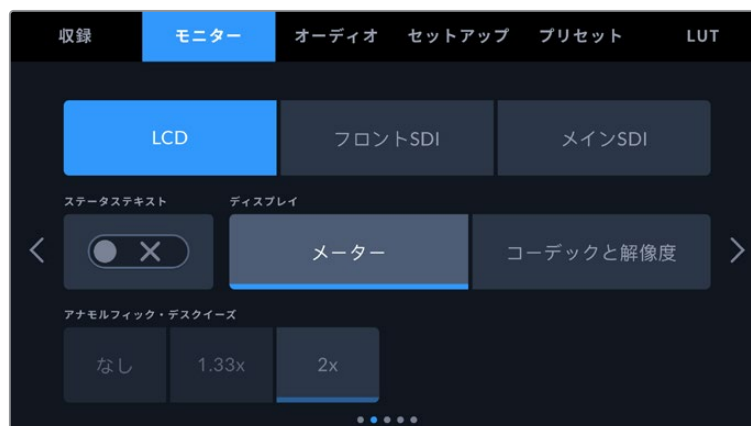 収録 モニター オーディオ セットアップ プリセット LUT
LCD フロントSDI メインSDI
ステータステキスト ディスプレイ
メーター コーデックと解像度
アナモルフィック・デスクイーズ
なし 1.33x 2x